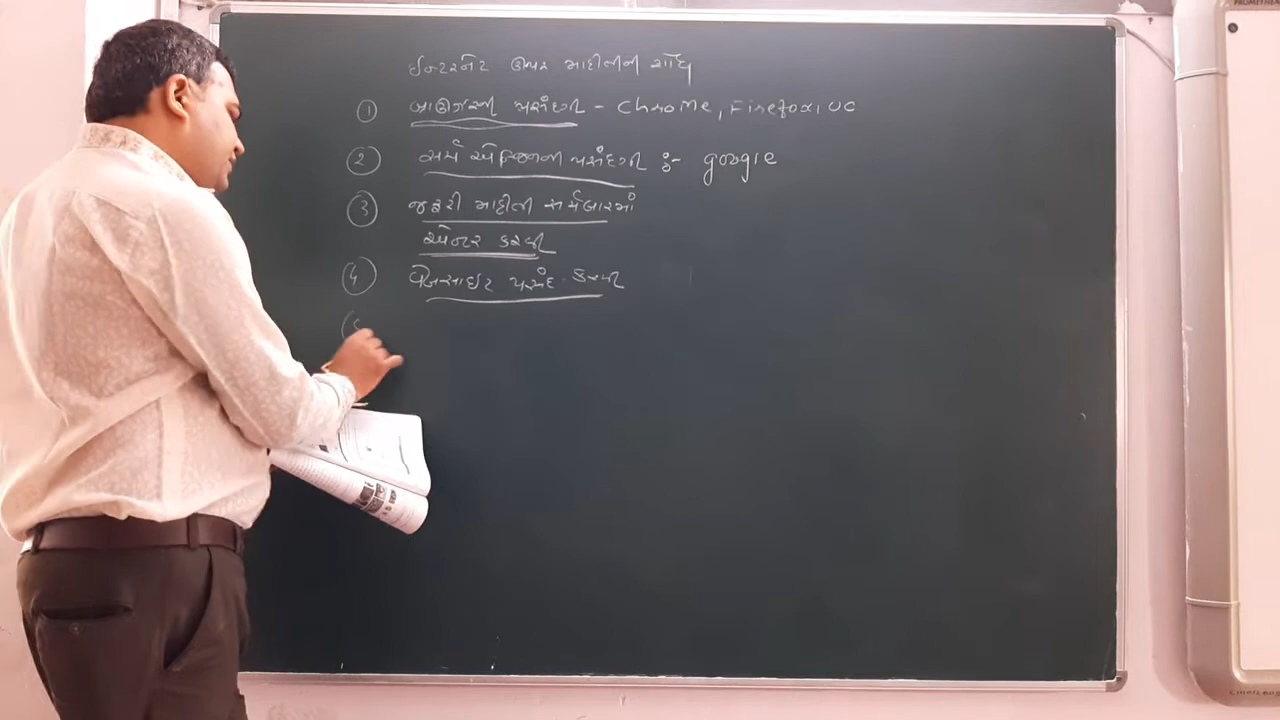 ઈન્ટરનેટ ઉપર માહીતીની શોધ
① બ્રાઉઝરની પસંદગી - Chrome, Firefox, UC
② સર્ચ એન્જિનની પસંદગી :- google
③ જરૂરી માહીતી સર્ચબારમાં
એન્ટર કરવી
④ વેબસાઈટ પસંદ કરવી
PROMETHEAN